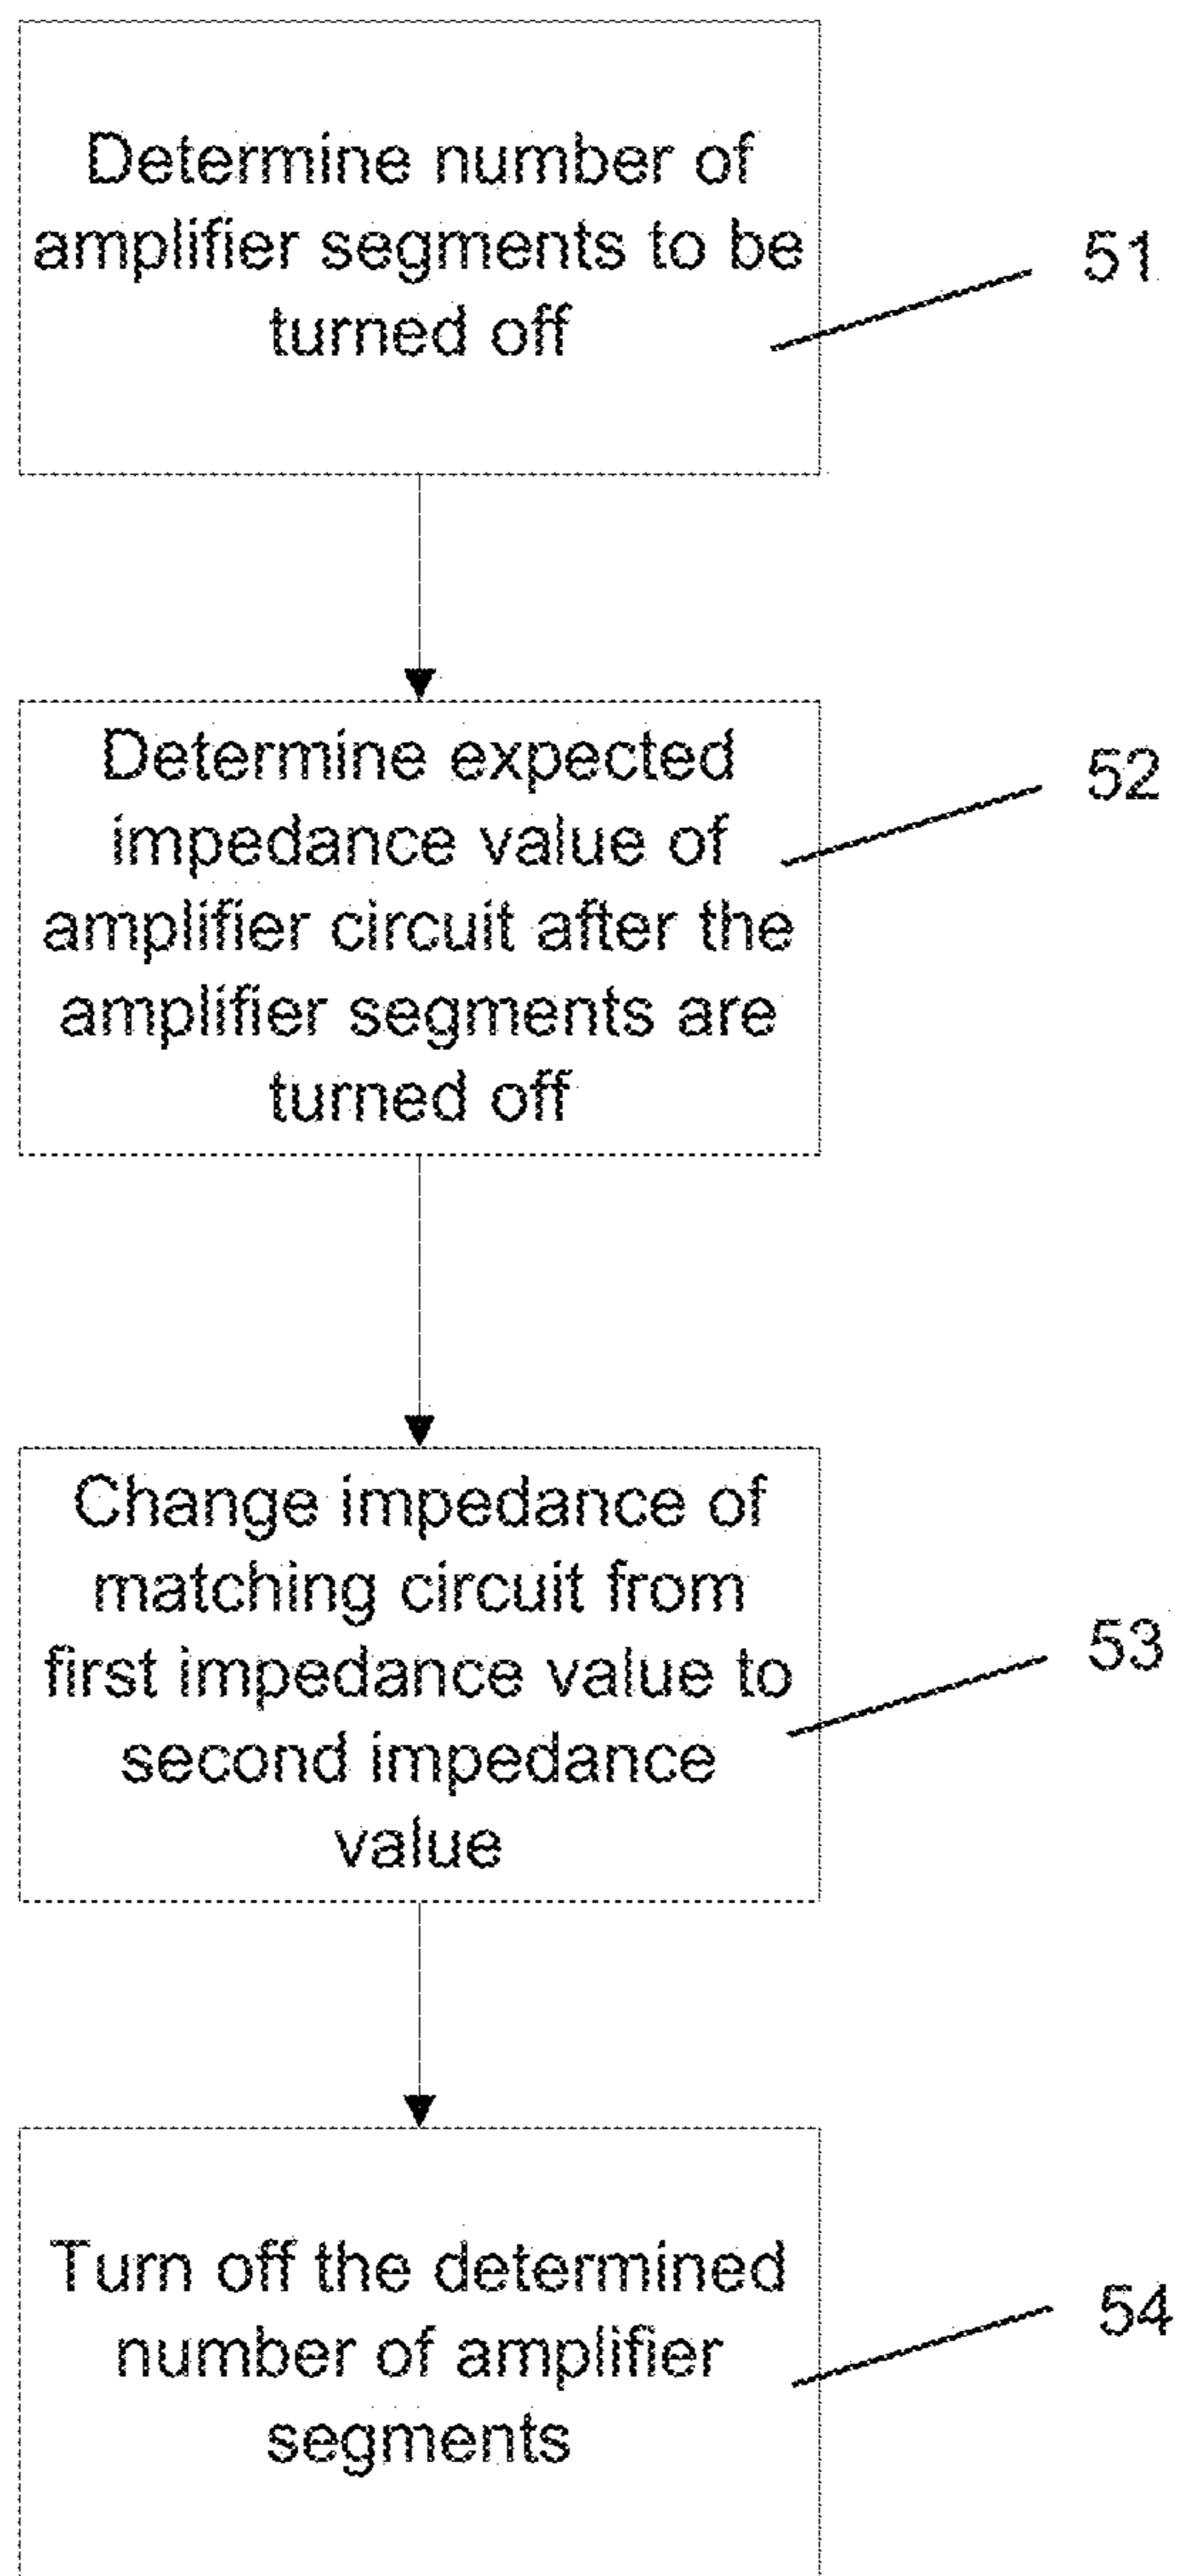 Determine number of
amplifier segments to be
turned off
51
Determine expected
impedance value of
amplifier circuit after the
amplifier segments are
turned off
52
Change impedance of
matching circuit from
first impedance value to
second impedance
value
53
Turn off the determined
number of amplifier
segments
54